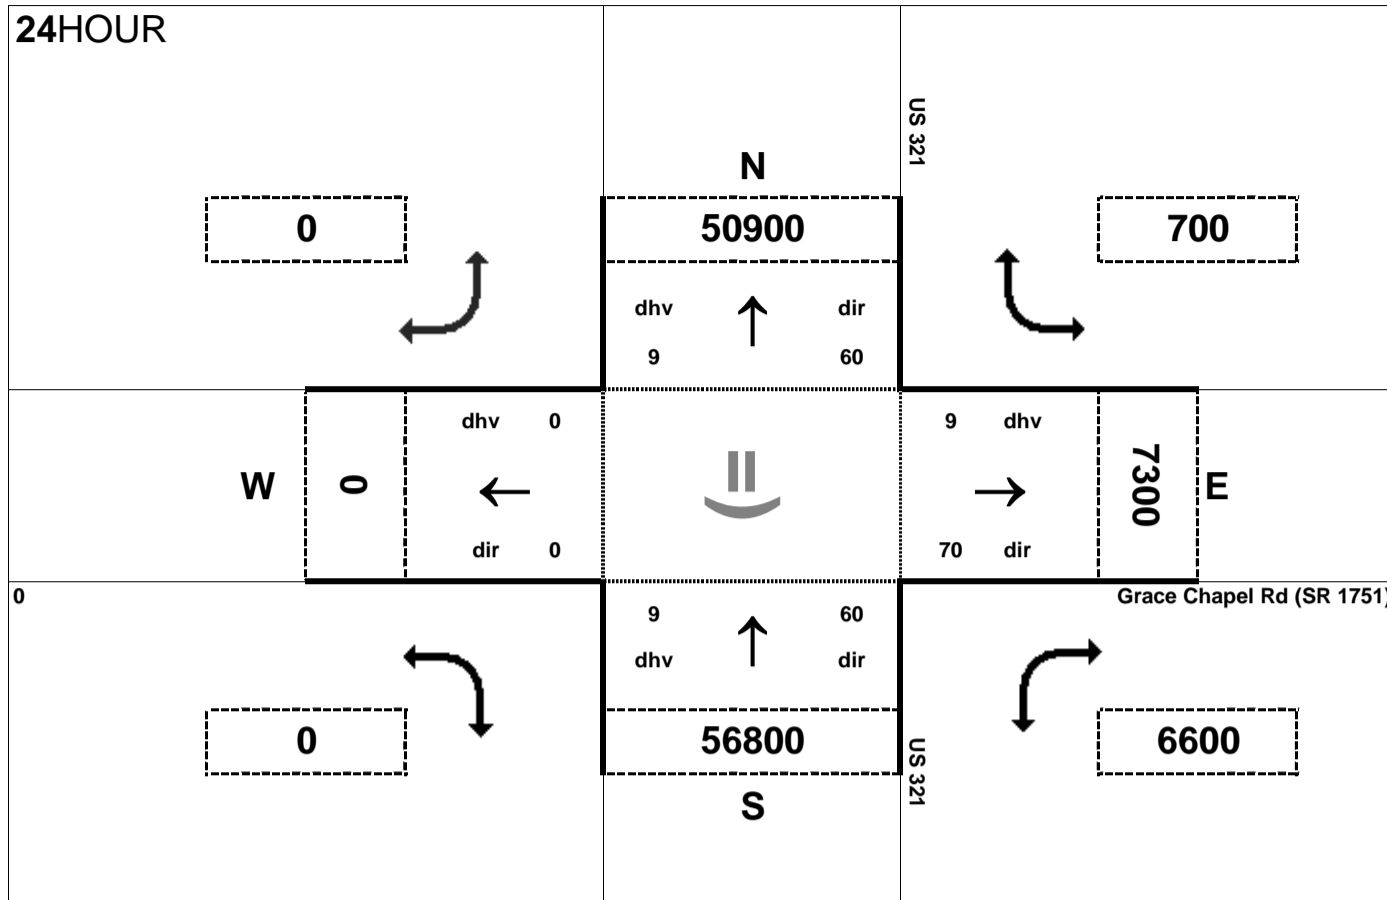 24HOUR
US 321
N
0
50900
700
dhv
dir
9
60
dhv 0
9 dhv
W
0
7300
E
dir 0
70 dir
0
9
60
Grace Chapel Rd (SR 1751)
dhv
dir
0
56800
6600
US 321
S